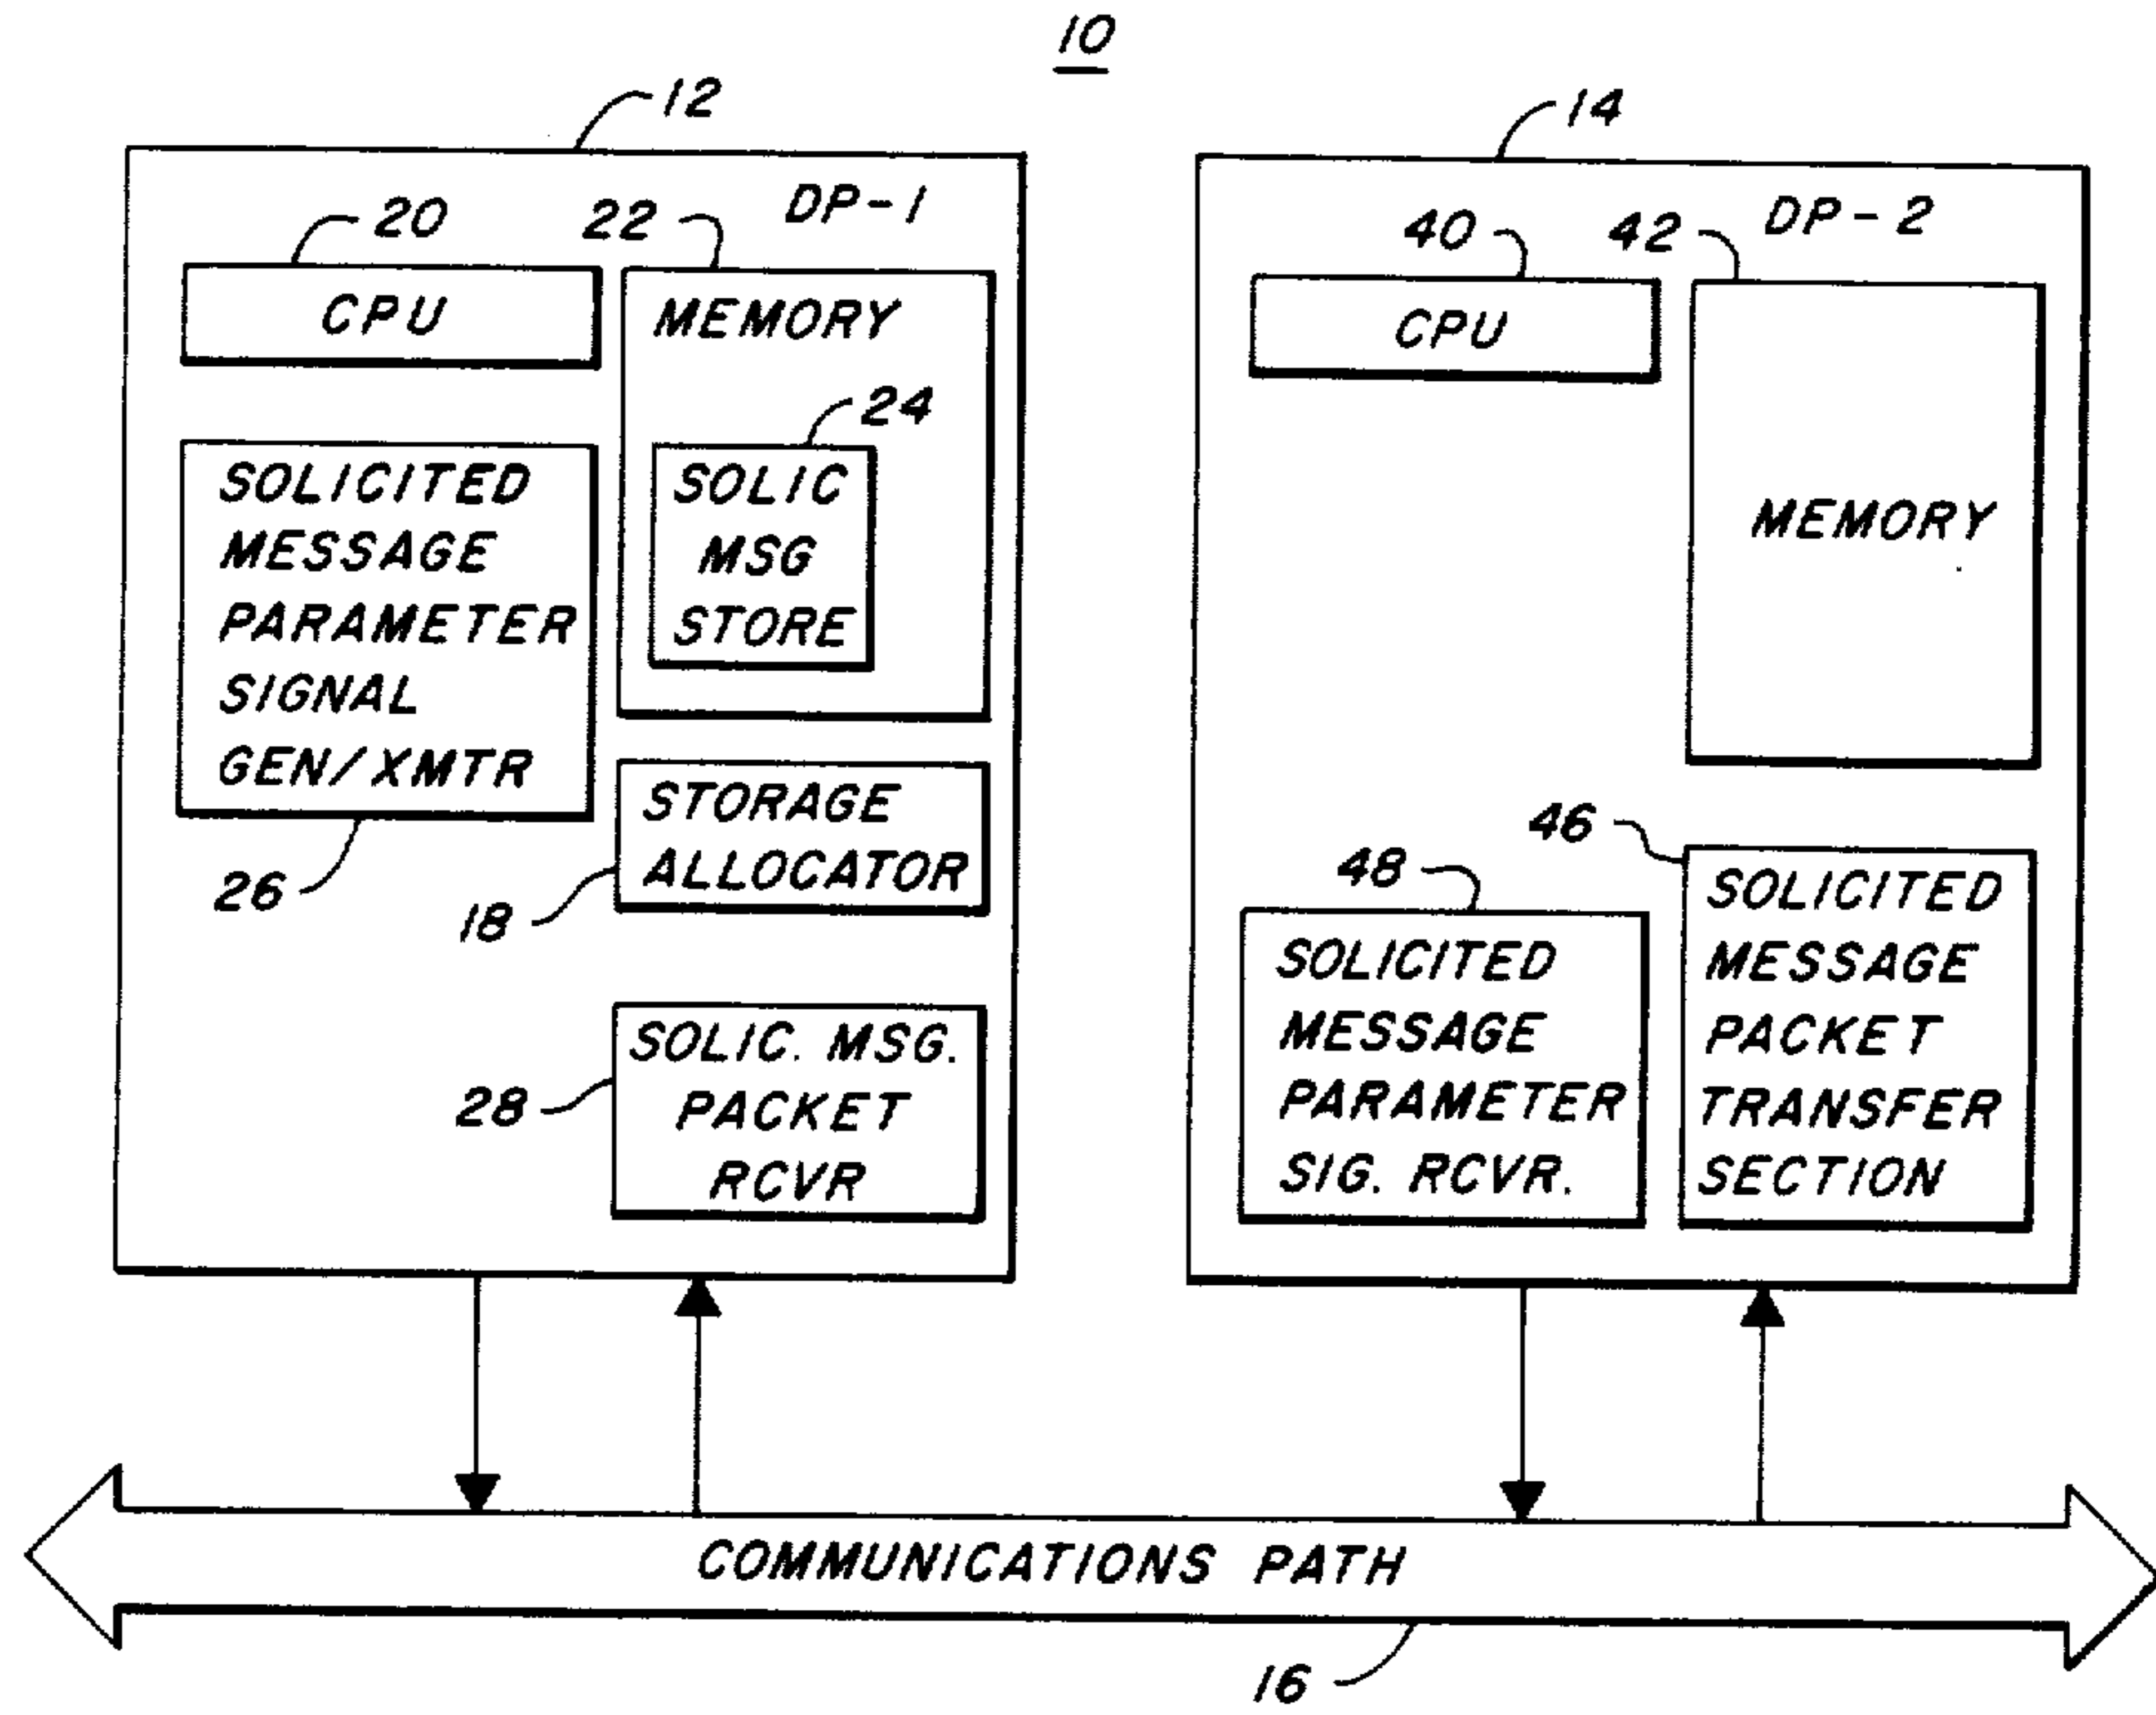 10
12
DP-1
20
CPU
22
MEMORY
24
SOLIC
MSG
STORE
SOLICITED
MESSAGE
PARAMETER
SIGNAL
GEN/XMTR
26
STORAGE
ALLOCATOR
18
SOLIC. MSG.
PACKET
RCVR
28
14
DP-2
40
CPU
42
MEMORY
46
SOLICITED
MESSAGE
PACKET
TRANSFER
SECTION
48
SOLICITED
MESSAGE
PARAMETER
SIG. RCVR.
COMMUNICATIONS PATH
16